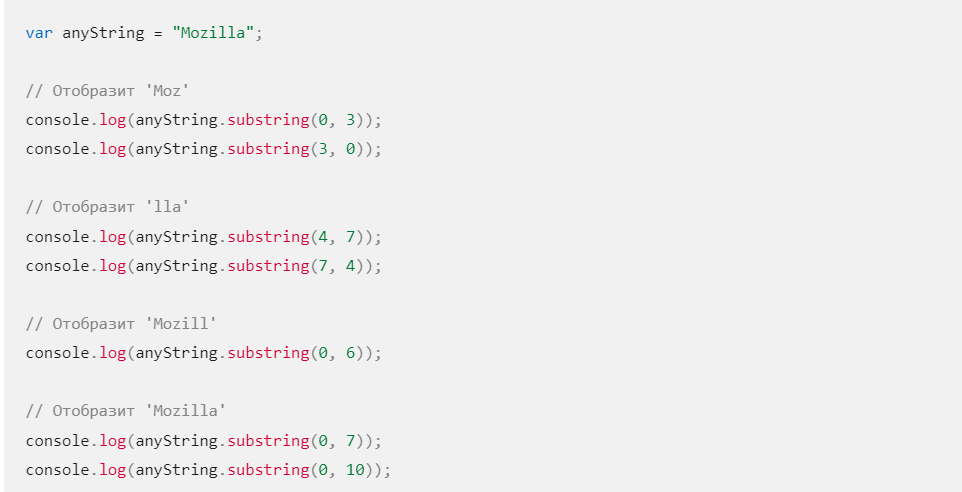 var anyString = "Mozilla";
// Отобразит 'Moz'
console.log(anyString.substring(0, 3));
console.log(anyString.substring(3, 0));
// Отобразит 'lla'
console.log(anyString.substring(4, 7));
console.log(anyString.substring(7, 4));
// Отобразит 'Mozill'
console.log(anyString.substring(0, 6));
// Отобразит 'Mozilla'
console.log(anyString.substring(0, 7));
console.log(anyString.substring(0, 10));